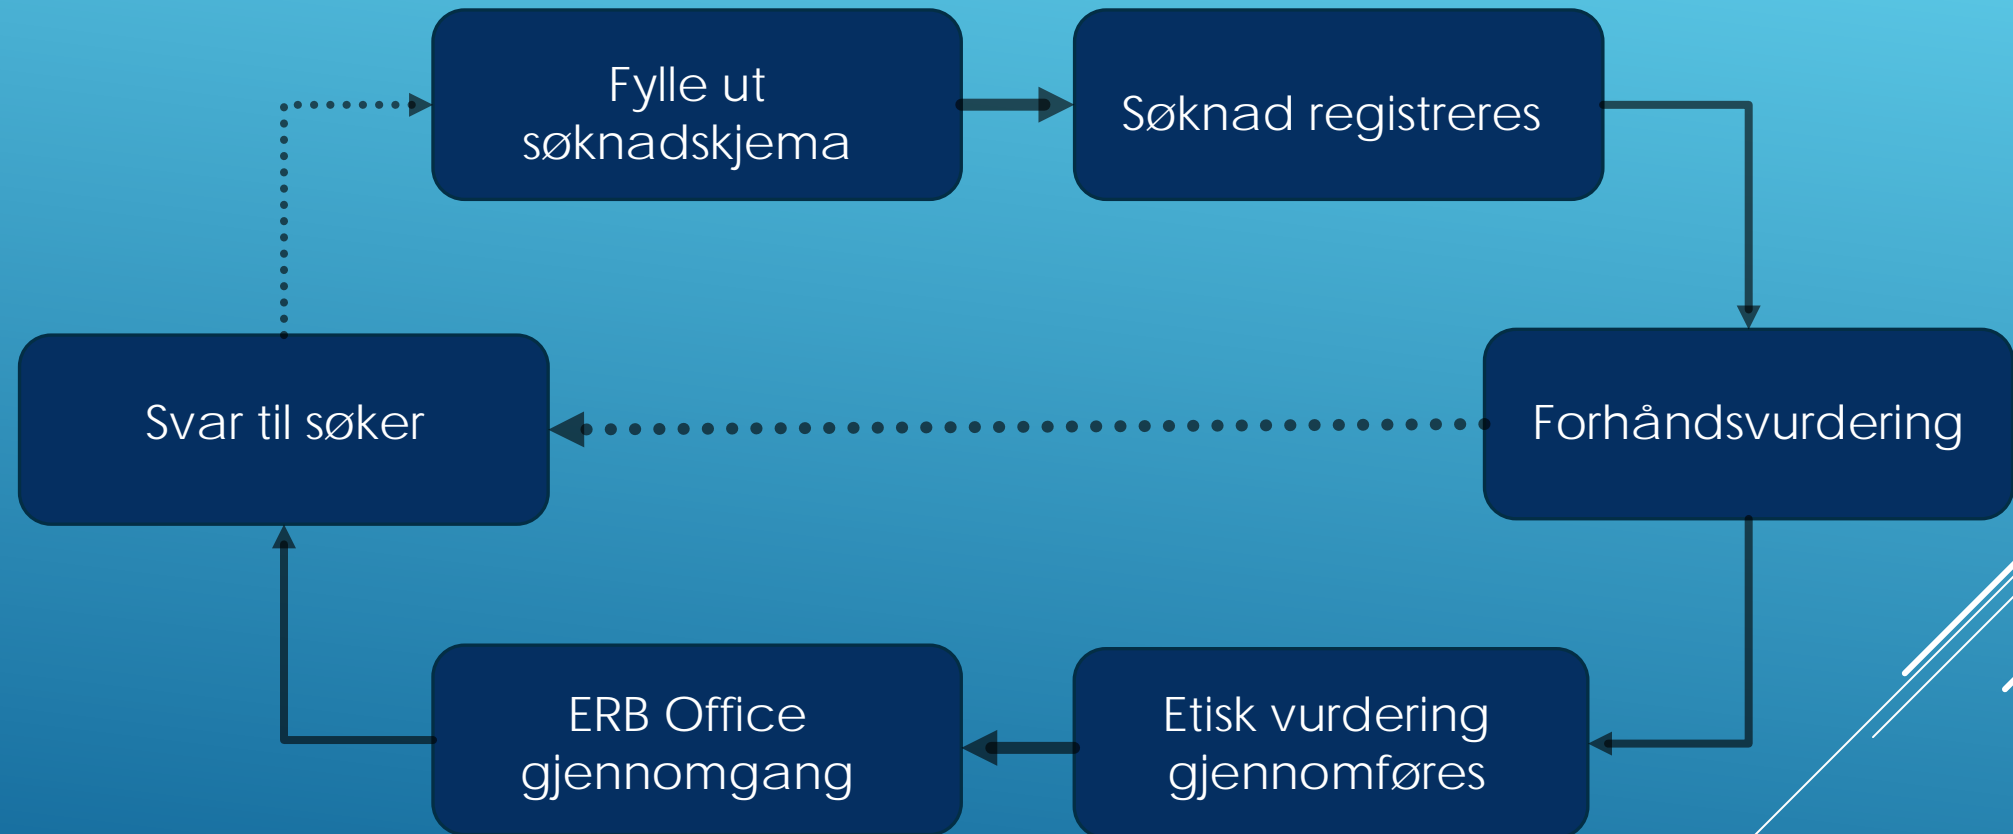 Fylle ut
søknadskjema
Søknad registreres
Svar til søker
Forhåndsvurdering
ERB Office
gjennomgang
Etisk vurdering
gjennomføres